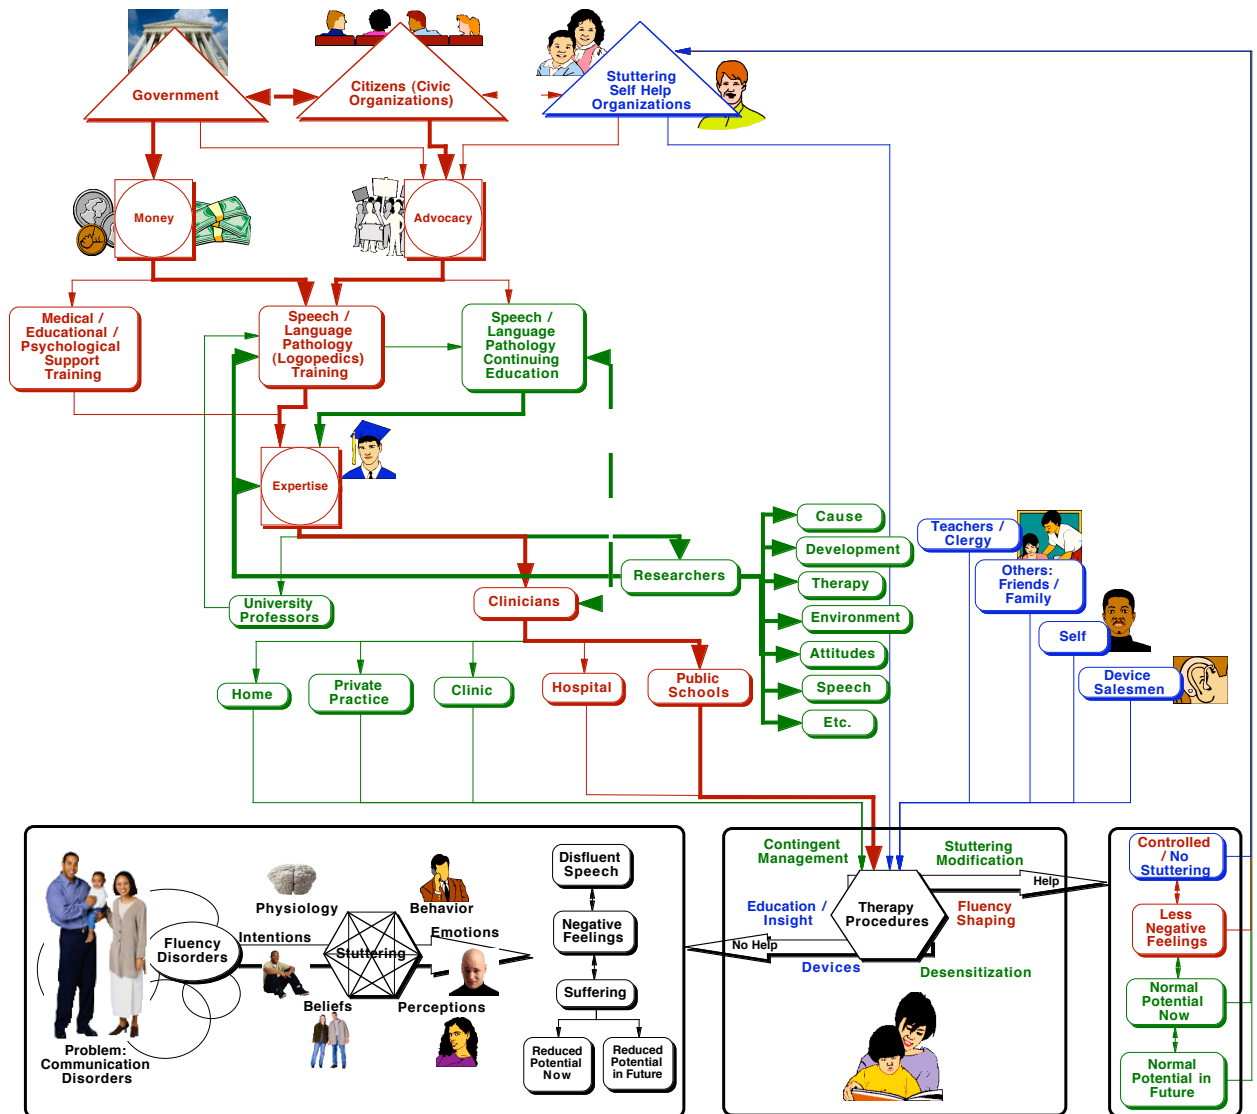 Government
Citizens (Civic
Organizations)
Stuttering
Self Help
Organizations
Money
Advocacy
Medical /
Educational /
Psychological
Support
Training
Speech /
Language
Pathology
(Logopedics)
Training
Speech /
Language
Pathology
Continuing
Education
Expertise
Cause
Development
Therapy
Environment
Attitudes
Speech
Etc.
Teachers /
Clergy
Others:
Friends /
Family
Self
Device
Salesmen
Researchers
University
Professors
Clinicians
Home
Private
Practice
Clinic
Hospital
Public
Schools
Problem:
Communication
Disorders
Fluency
Disorders
Physiology
Behavior
Intentions
Emotions
Stuttering
Beliefs
Perceptions
Disfluent
Speech
Negative
Feelings
Suffering
Reduced
Potential
Now
Reduced
Potential
in Future
Contingent
Management
Stuttering
Modification
Help
Education /
Insight
Therapy
Procedures
Fluency
Shaping
No Help
Devices
Desensitization
Controlled
/ No
Stuttering
Less
Negative
Feelings
Normal
Potential
Now
Normal
Potential in
Future